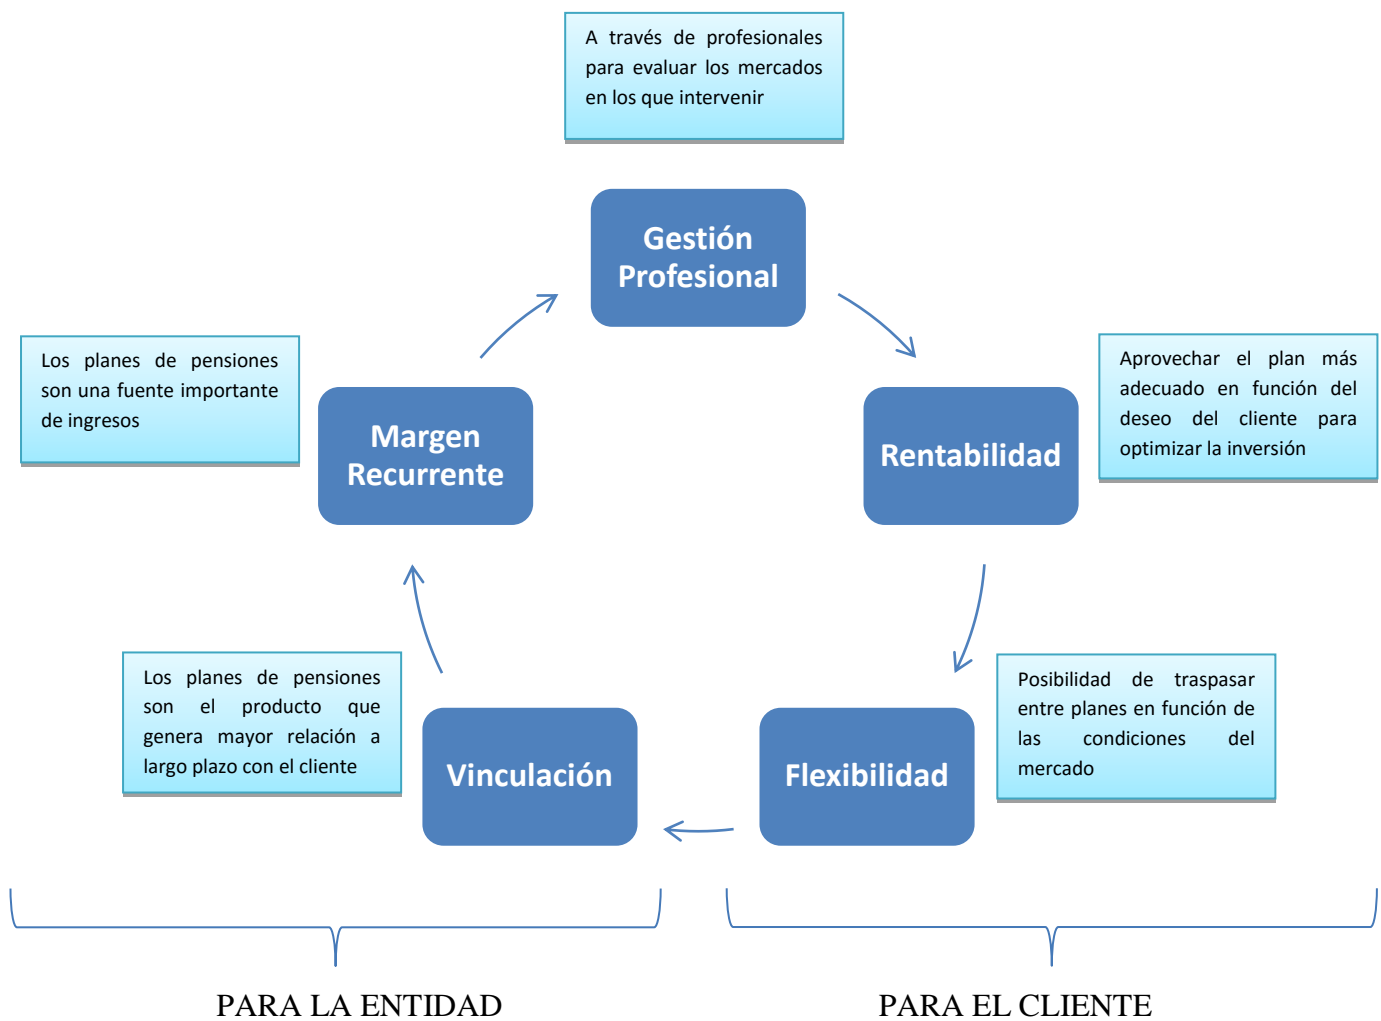 A través de profesionales
para evaluar los mercados
en los que intervenir
Gestión
Profesional
Los planes de pensiones
son una fuente importante
de ingresos
Margen
Recurrente
Rentabilidad
Aprovechar el plan más
adecuado en función del
deseo del cliente para
optimizar la inversión
Los planes de pensiones
son el producto que
genera mayor relación a
largo plazo con el cliente
Vinculación
Flexibilidad
Posibilidad de traspasar
entre planes en función de
las condiciones del
mercado
PARA LA ENTIDAD
PARA EL CLIENTE